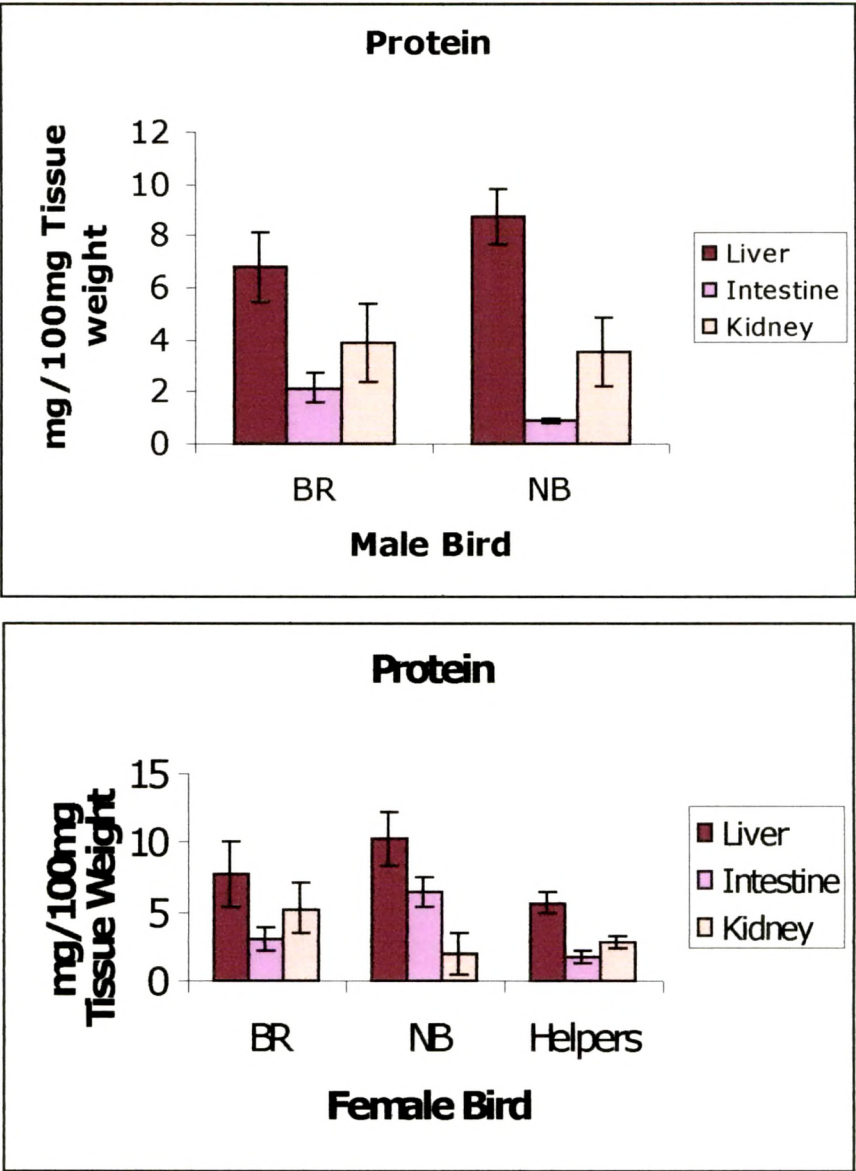 Protein
mg/100mg Tissue
weight
12
10
8
6
4
2
0
BR
NB
Male Bird
Liver
Intestine
Kidney
Protein
mg/100mg
Tissue Weight
15
10
5
0
BR
NB
Helpers
Female Bird
Liver
Intestine
Kidney